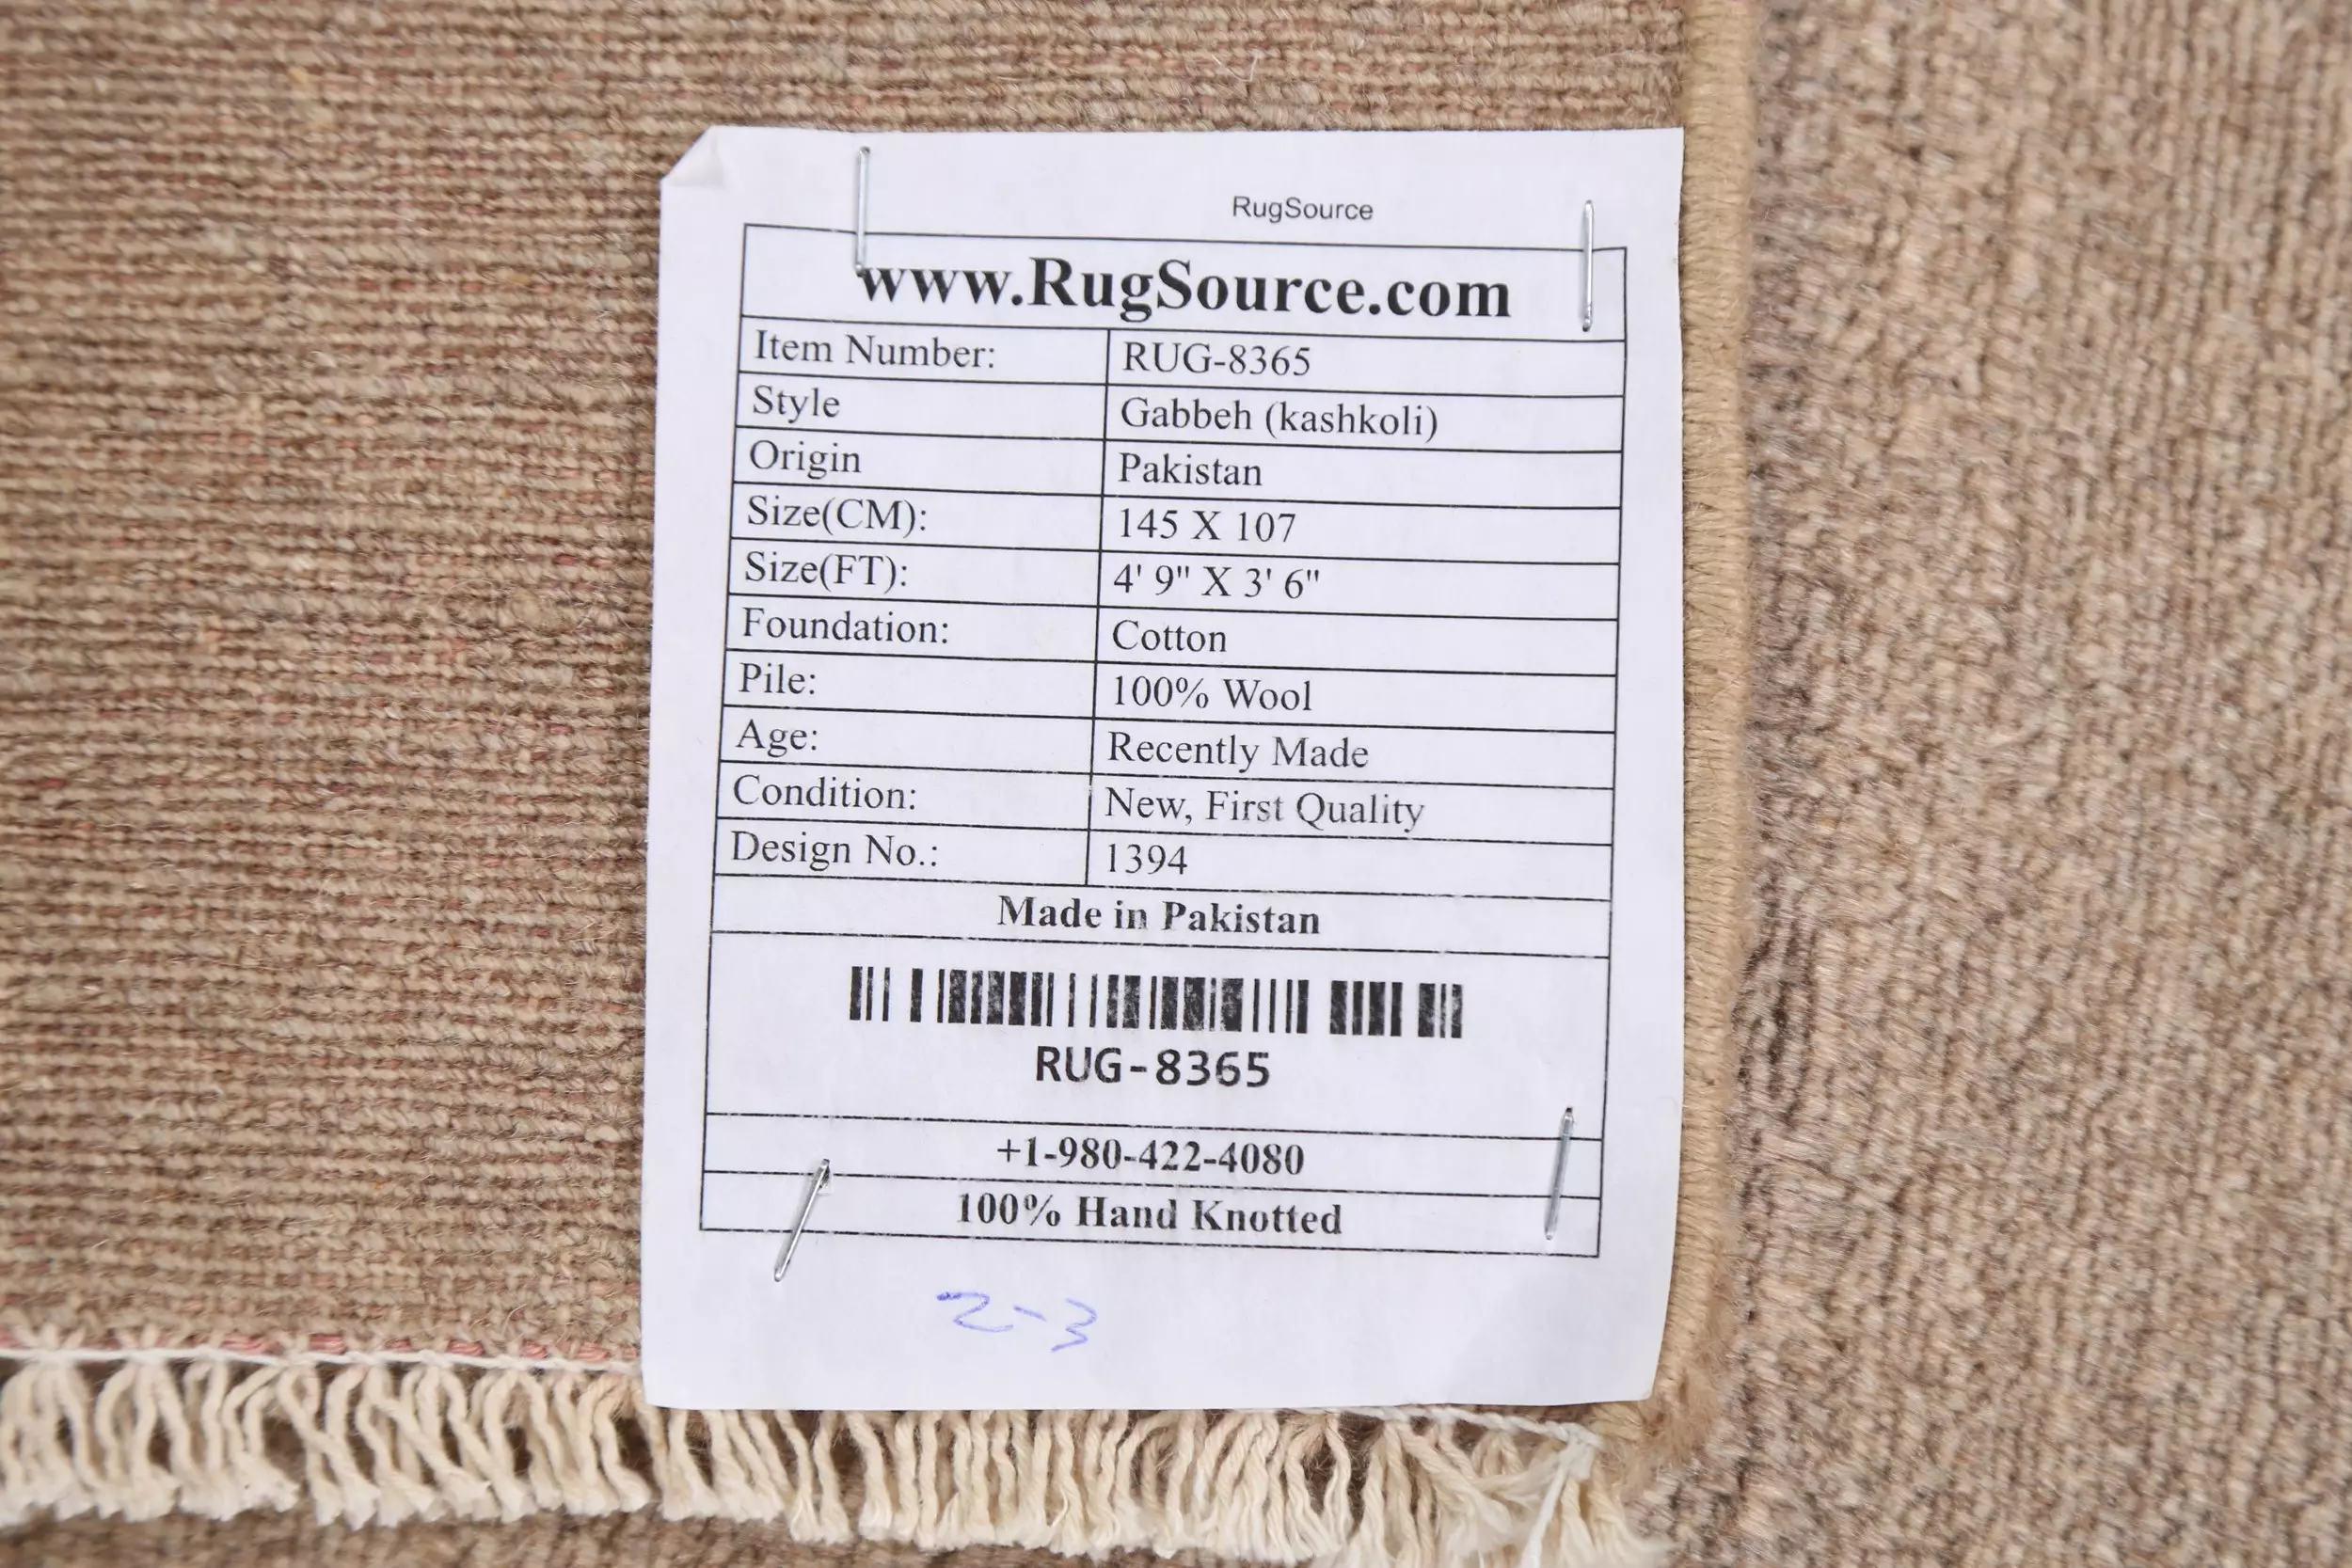 RugSource
www.RugSource.com
Item Number: RUG-8365
Style Gabbeh (kashkoli)
Origin Pakistan
Size(CM): 145 X 107
Size(FT): 4' 9" X 3' 6"
Foundation: Cotton
Pile: 100% Wool
Age: Recently Made
Condition: New, First Quality
Design No.: 1394
Made in Pakistan
RUG-8365
+1-980-422-4080
100% Hand Knotted
2-3